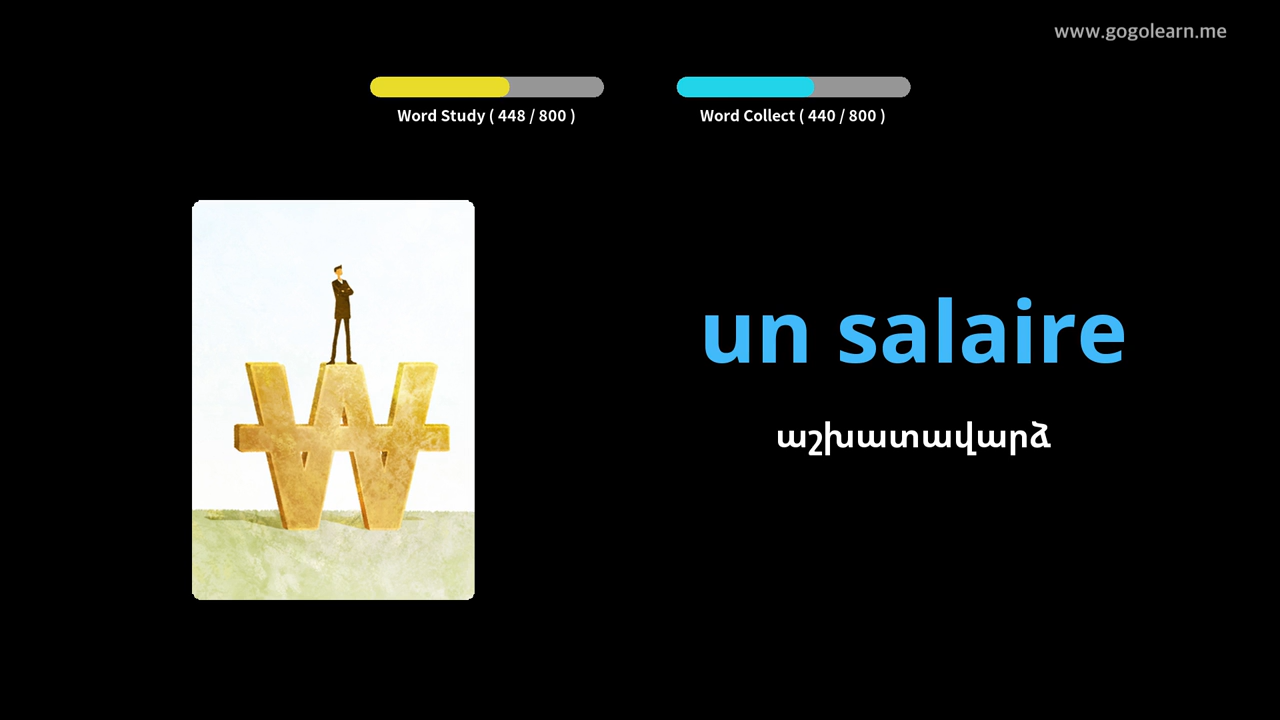 www.gogolearn.me
Word Study ( 448 / 800 )
Word Collect ( 440 / 800 )
un salaire
աշխատավարձ